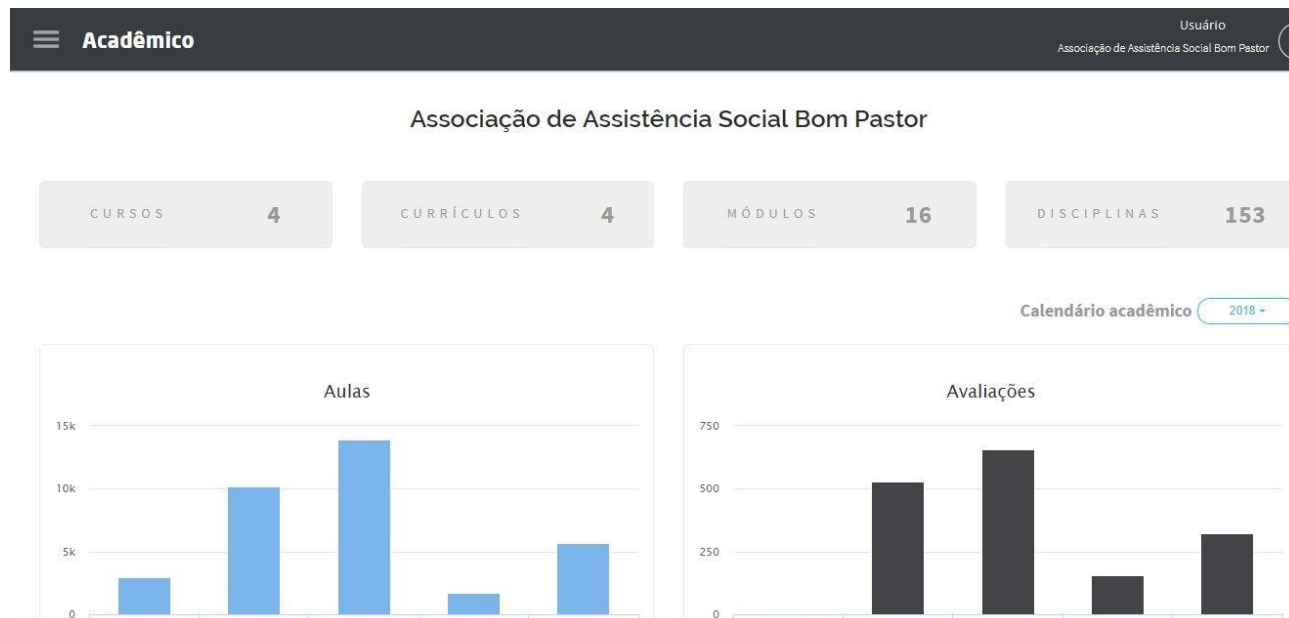 Acadêmico
Usuário
Associação de Assistência Social Bom Pastor
Associação de Assistência Social Bom Pastor
CURSOS 4
CURRÍCULOS 4
MÓDULOS 16
DISCIPLINAS 153
Calendário acadêmico 2018
Aulas
15k
10k
5k
0
Avaliações
750
500
250
0